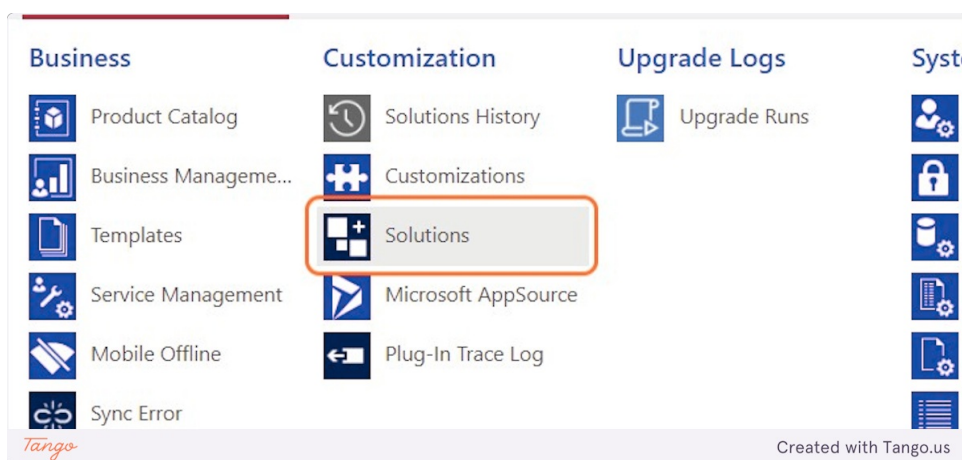 Business
Customization
Upgrade Logs
Syst
Product Catalog
Solutions History
Upgrade Runs
Business Manageme...
Customizations
Templates
Solutions
Service Management
Microsoft AppSource
Mobile Offline
Plug-In Trace Log
Sync Error
Tango
Created with Tango.us